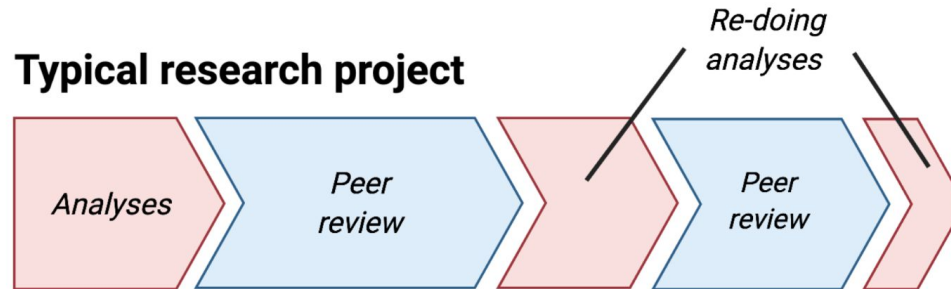 Re-doing
analyses
Typical research project
Analyses
Peer
review
Peer
review